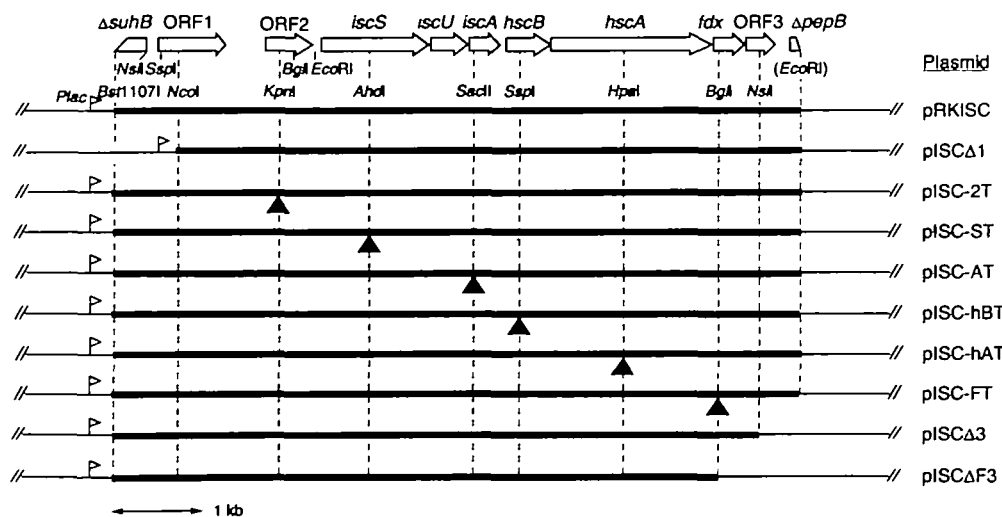 ΔsuhB ORF1 ORF2 iscS iscU iscA hscB hscA fdx ORF3 ΔpepB
NsiI SspI BglI EcoRI (EcoRI) Plasmid
Plac Bst1107I NcoI KpnI AhdI SacII SspI HpaI BglI NsiI
// // pRKISC
// // pISCΔ1
// // pISC-2T
// // pISC-ST
// // pISC-AT
// // pISC-hBT
// // pISC-hAT
// // pISC-FT
// // pISCΔ3
// // pISCΔF3
1 kb